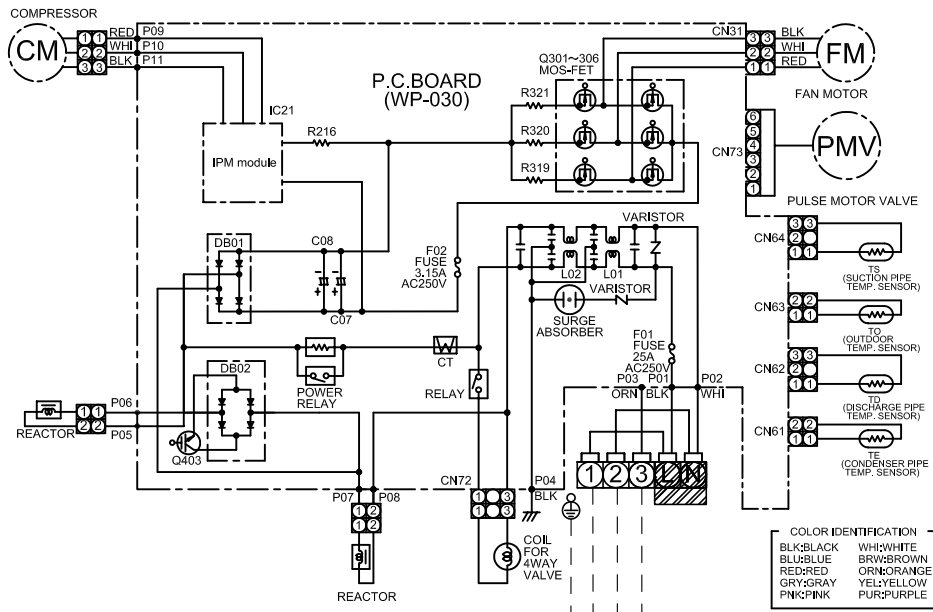 COMPRESSOR
CM
1 1 RED P09
2 2 WHI P10
3 3 BLK P11
P.C.BOARD
(WP-030)
IC21
IPM module
R216
Q301~306
MOS-FET
R321
R320
R319
CN31
3 3 BLK
2 2 WHI
1 1 RED
FM
FAN MOTOR
CN73
6
5
4
3
2
1
PMV
PULSE MOTOR VALVE
CN64
3 3
2
1 1
TS
(SUCTION PIPE
TEMP. SENSOR)
CN63
2 2
1 1
TO
(OUTDOOR
TEMP. SENSOR)
CN62
3 3
2
1 1
TD
(DISCHARGE PIPE
TEMP. SENSOR)
CN61
2 2
1 1
TE
(CONDENSER PIPE
TEMP. SENSOR)
DB01
C08
C07
F02
FUSE
3.15A
AC250V
VARISTOR
L02
L01
VARISTOR
SURGE
ABSORBER
F01
FUSE
25A
AC250V
CT
POWER
RELAY
RELAY
DB02
Q403
REACTOR
1 1 P06
2 2 P05
P03 P01 P02
ORN BLK WHI
1 2 3 L N
P07 P08
1 2
1 2
REACTOR
CN72
1 3
1 3
P04
BLK
COIL
FOR
4WAY
VALVE
COLOR IDENTIFICATION
BLK:BLACK WHI:WHITE
BLU:BLUE BRW:BROWN
RED:RED ORN:ORANGE
GRY:GRAY YEL:YELLOW
PNK:PINK PUR:PURPLE